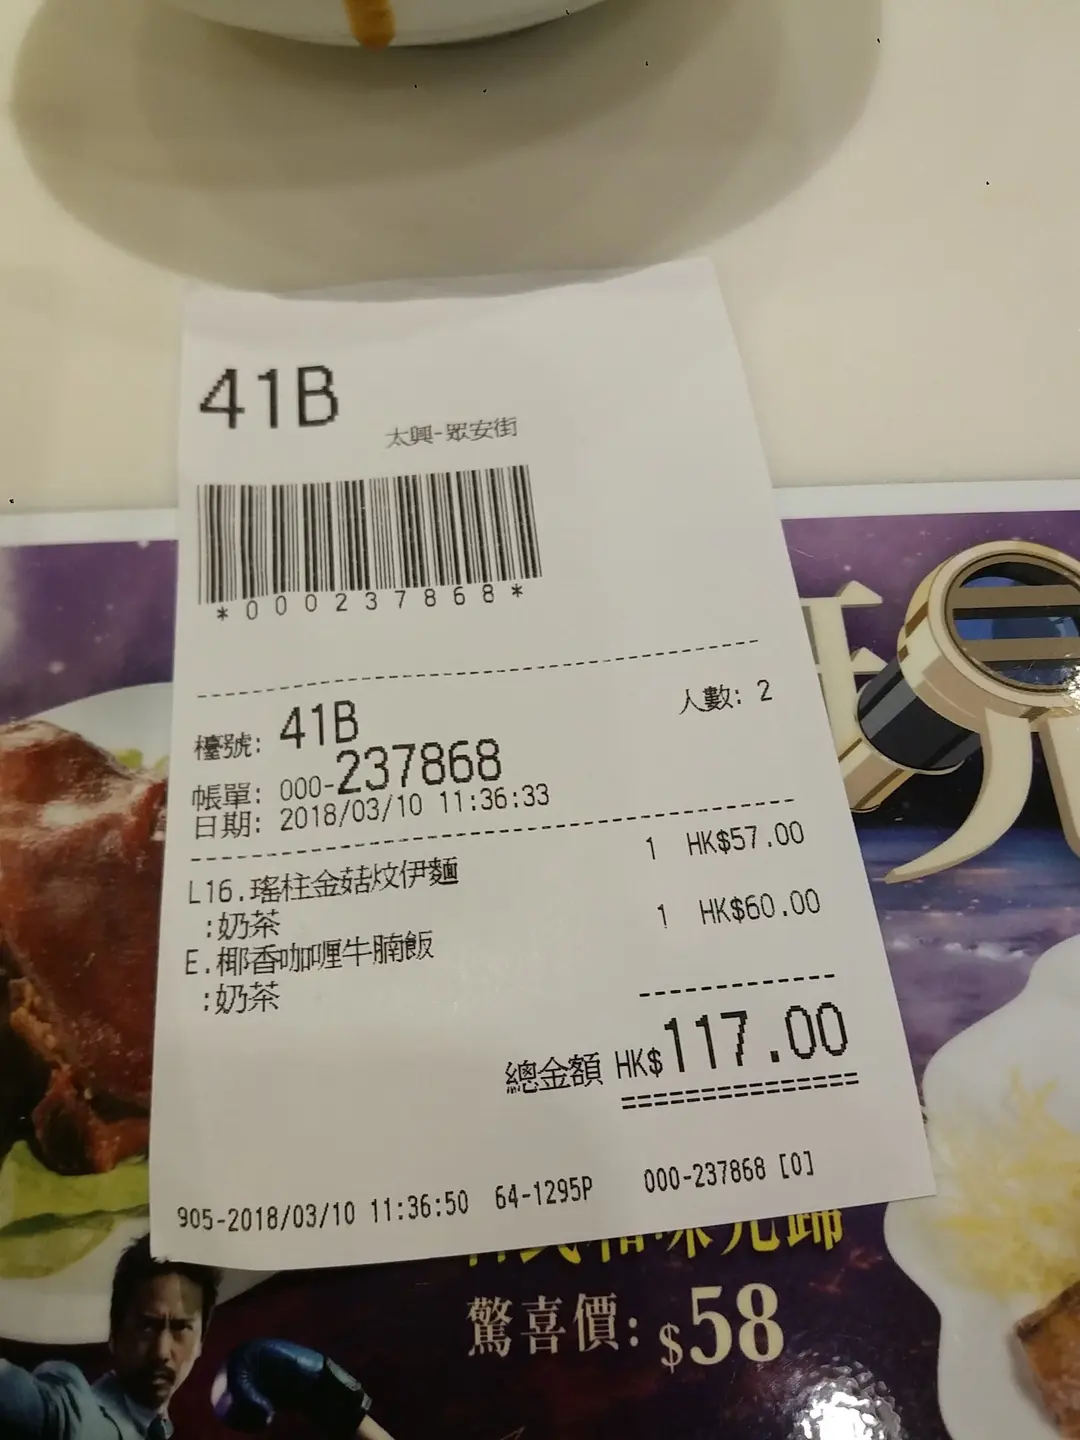 41B
太興-眾安街
*000237868*
檯號: 41B
人數: 2
帳單: 000-237868
日期: 2018/03/10 11:36:33
L16.瑤柱金菇炆伊麵 1 HK$57.00
:奶茶
E.椰香咖喱牛腩飯 1 HK$60.00
:奶茶
總金額 HK$117.00
905-2018/03/10 11:36:50 64-1295P 000-237868 [0]
驚喜價: $58